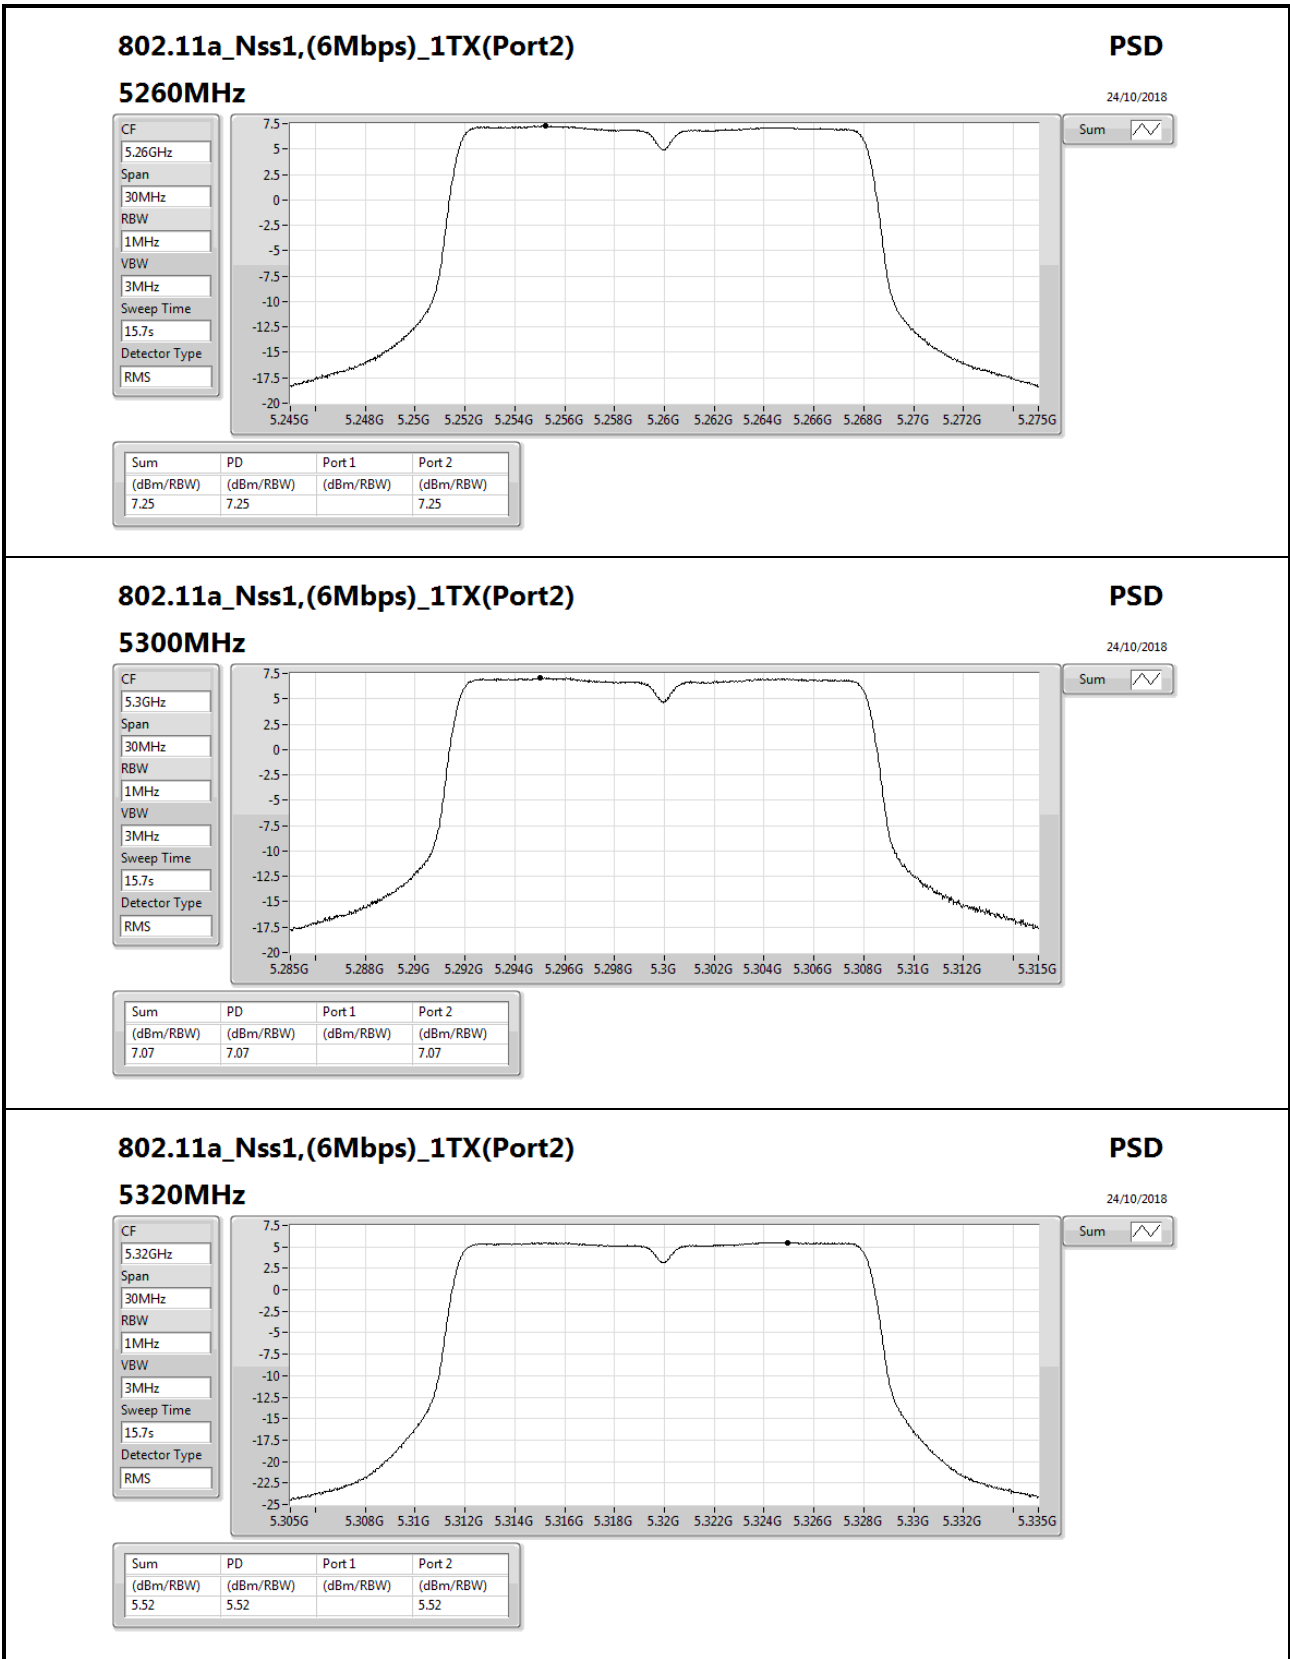 802.11a_Nss1,(6Mbps)_1TX(Port2) PSD
5260MHz 24/10/2018
CF
5.26GHz
Span
30MHz
RBW
1MHz
VBW
3MHz
Sweep Time
15.7s
Detector Type
RMS
7.5
5
2.5
0
-2.5
-5
-7.5
-10
-12.5
-15
-17.5
-20
5.245G 5.248G 5.25G 5.252G 5.254G 5.256G 5.258G 5.26G 5.262G 5.264G 5.266G 5.268G 5.27G 5.272G 5.275G
Sum
Sum PD Port 1 Port 2
(dBm/RBW) (dBm/RBW) (dBm/RBW) (dBm/RBW)
7.25 7.25 7.25
802.11a_Nss1,(6Mbps)_1TX(Port2) PSD
5300MHz 24/10/2018
CF
5.3GHz
Span
30MHz
RBW
1MHz
VBW
3MHz
Sweep Time
15.7s
Detector Type
RMS
7.5
5
2.5
0
-2.5
-5
-7.5
-10
-12.5
-15
-17.5
-20
5.285G 5.288G 5.29G 5.292G 5.294G 5.296G 5.298G 5.3G 5.302G 5.304G 5.306G 5.308G 5.31G 5.312G 5.315G
Sum
Sum PD Port 1 Port 2
(dBm/RBW) (dBm/RBW) (dBm/RBW) (dBm/RBW)
7.07 7.07 7.07
802.11a_Nss1,(6Mbps)_1TX(Port2) PSD
5320MHz 24/10/2018
CF
5.32GHz
Span
30MHz
RBW
1MHz
VBW
3MHz
Sweep Time
15.7s
Detector Type
RMS
7.5
5
2.5
0
-2.5
-5
-7.5
-10
-12.5
-15
-17.5
-20
-22.5
-25
5.305G 5.308G 5.31G 5.312G 5.314G 5.316G 5.318G 5.32G 5.322G 5.324G 5.326G 5.328G 5.33G 5.332G 5.335G
Sum
Sum PD Port 1 Port 2
(dBm/RBW) (dBm/RBW) (dBm/RBW) (dBm/RBW)
5.52 5.52 5.52